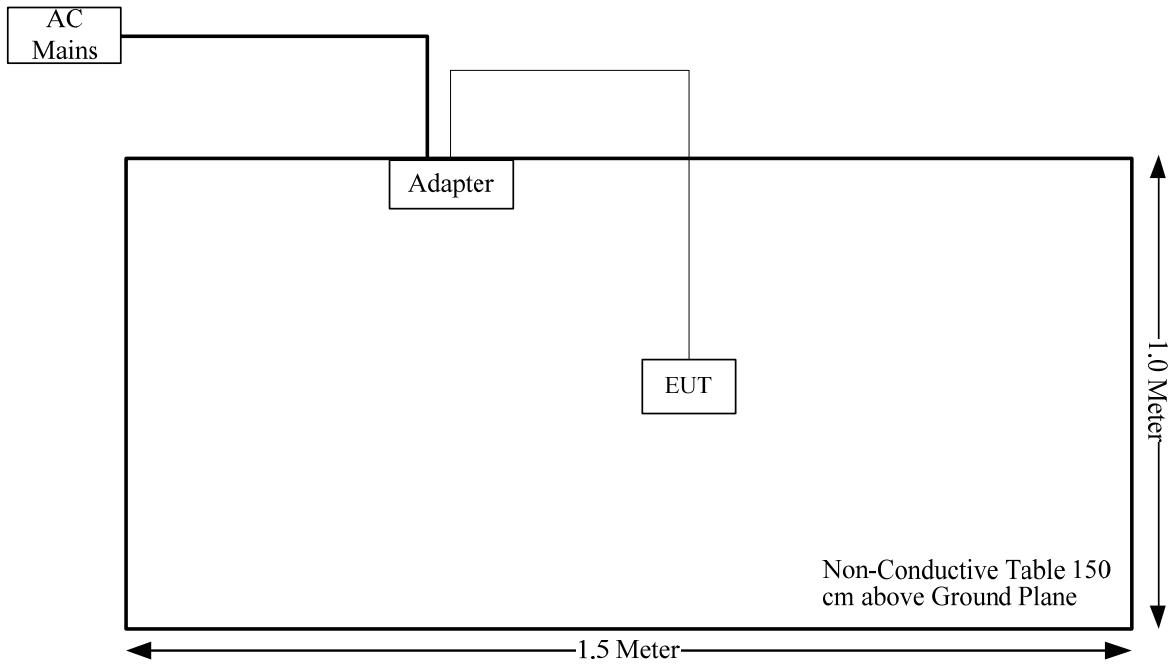 AC
Mains
Adapter
EUT
1.0 Meter
Non-Conductive Table 150
cm above Ground Plane
1.5 Meter